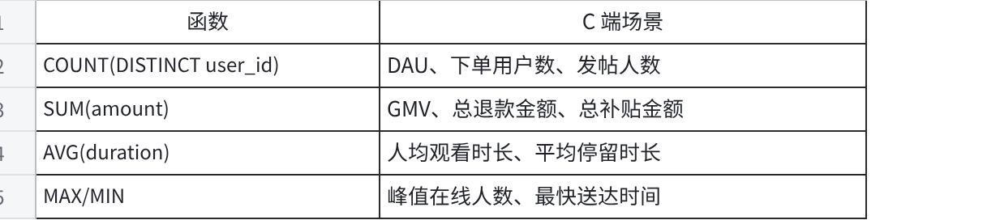 函数
C 端场景
COUNT(DISTINCT user_id)
DAU、下单用户数、发帖人数
SUM(amount)
GMV、总退款金额、总补贴金额
AVG(duration)
人均观看时长、平均停留时长
MAX/MIN
峰值在线人数、最快送达时间